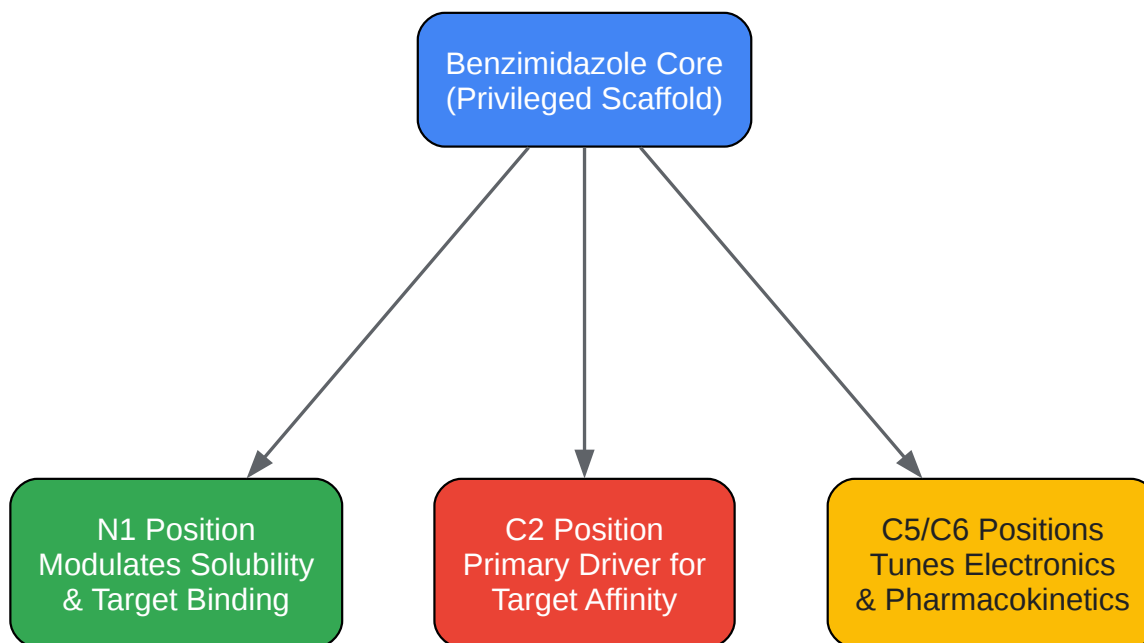 Benzimidazole Core
(Privileged Scaffold)
N1 Position
Modulates Solubility
& Target Binding
C2 Position
Primary Driver for
Target Affinity
C5/C6 Positions
Tunes Electronics
& Pharmacokinetics